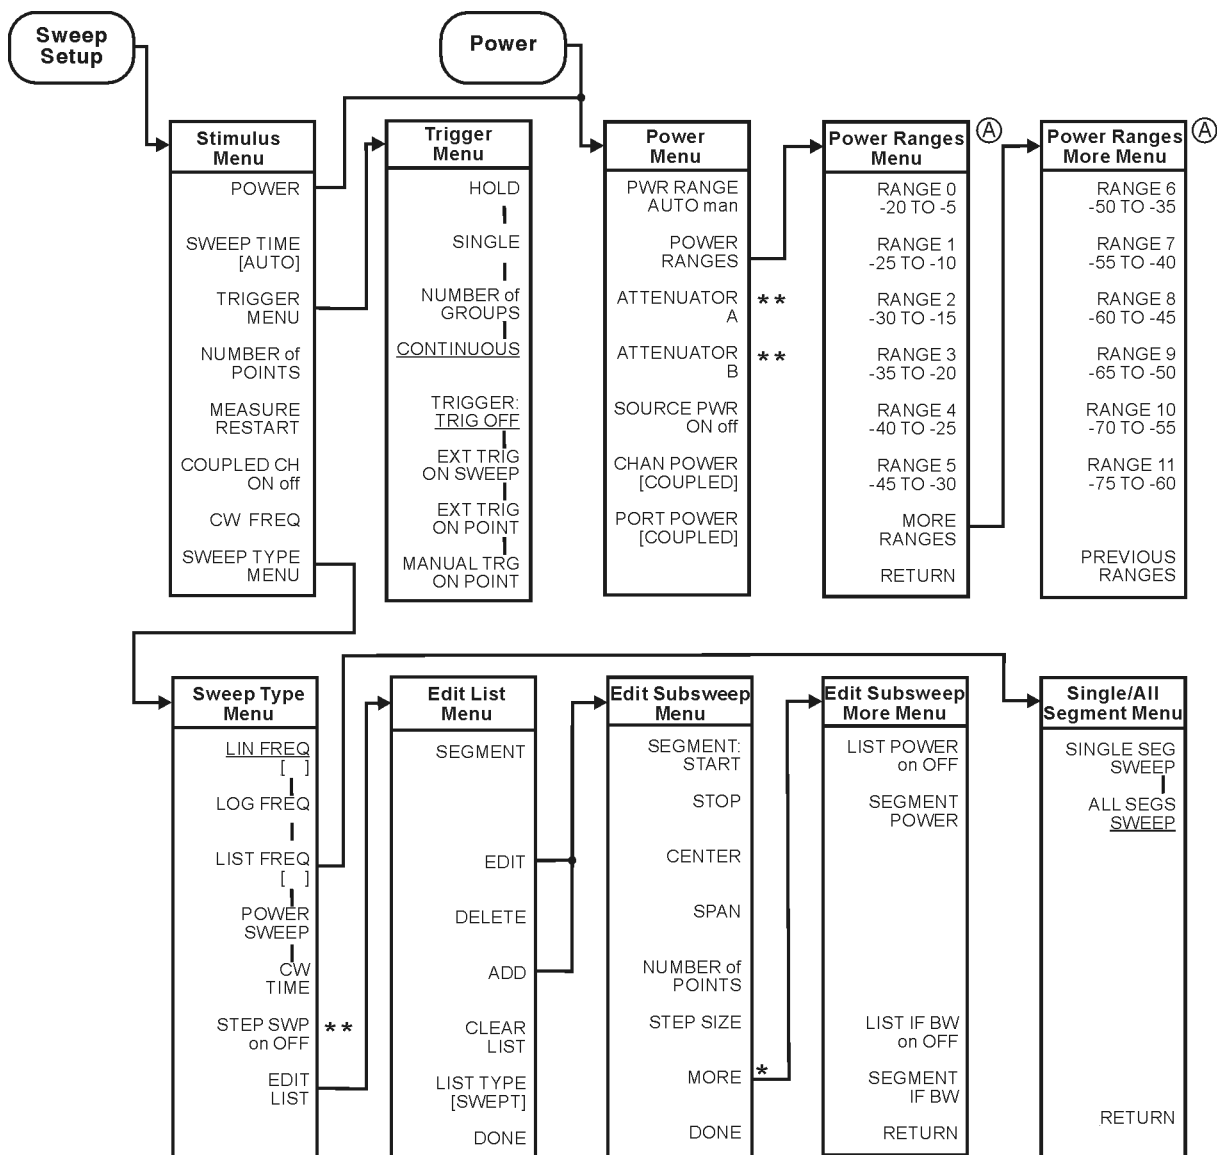 Sweep
Setup
Power
Stimulus
Menu
POWER
SWEEP TIME
[AUTO]
TRIGGER
MENU
NUMBER of
POINTS
MEASURE
RESTART
COUPLED CH
ON off
CW FREQ
SWEEP TYPE
MENU
Trigger
Menu
HOLD
SINGLE
NUMBER of
GROUPS
CONTINUOUS
TRIGGER:
TRIG OFF
EXT TRIG
ON SWEEP
EXT TRIG
ON POINT
MANUAL TRG
ON POINT
Power
Menu
PWR RANGE
AUTO man
POWER
RANGES
ATTENUATOR
A
**
ATTENUATOR
B
**
SOURCE PWR
ON off
CHAN POWER
[COUPLED]
PORT POWER
[COUPLED]
Power Ranges
Menu
A
RANGE 0
-20 TO -5
RANGE 1
-25 TO -10
RANGE 2
-30 TO -15
RANGE 3
-35 TO -20
RANGE 4
-40 TO -25
RANGE 5
-45 TO -30
MORE
RANGES
RETURN
Power Ranges
More Menu
A
RANGE 6
-50 TO -35
RANGE 7
-55 TO -40
RANGE 8
-60 TO -45
RANGE 9
-65 TO -50
RANGE 10
-70 TO -55
RANGE 11
-75 TO -60
PREVIOUS
RANGES
Sweep Type
Menu
LIN FREQ
[ ]
LOG FREQ
LIST FREQ
[ ]
POWER
SWEEP
CW
TIME
STEP SWP
on OFF
**
EDIT
LIST
Edit List
Menu
SEGMENT
EDIT
DELETE
ADD
CLEAR
LIST
LIST TYPE
[SWEPT]
DONE
Edit Subsweep
Menu
SEGMENT:
START
STOP
CENTER
SPAN
NUMBER of
POINTS
STEP SIZE
MORE
*
DONE
Edit Subsweep
More Menu
LIST POWER
on OFF
SEGMENT
POWER
LIST IF BW
on OFF
SEGMENT
IF BW
RETURN
Single/All
Segment Menu
SINGLE SEG
SWEEP
ALL SEGS
SWEEP
RETURN